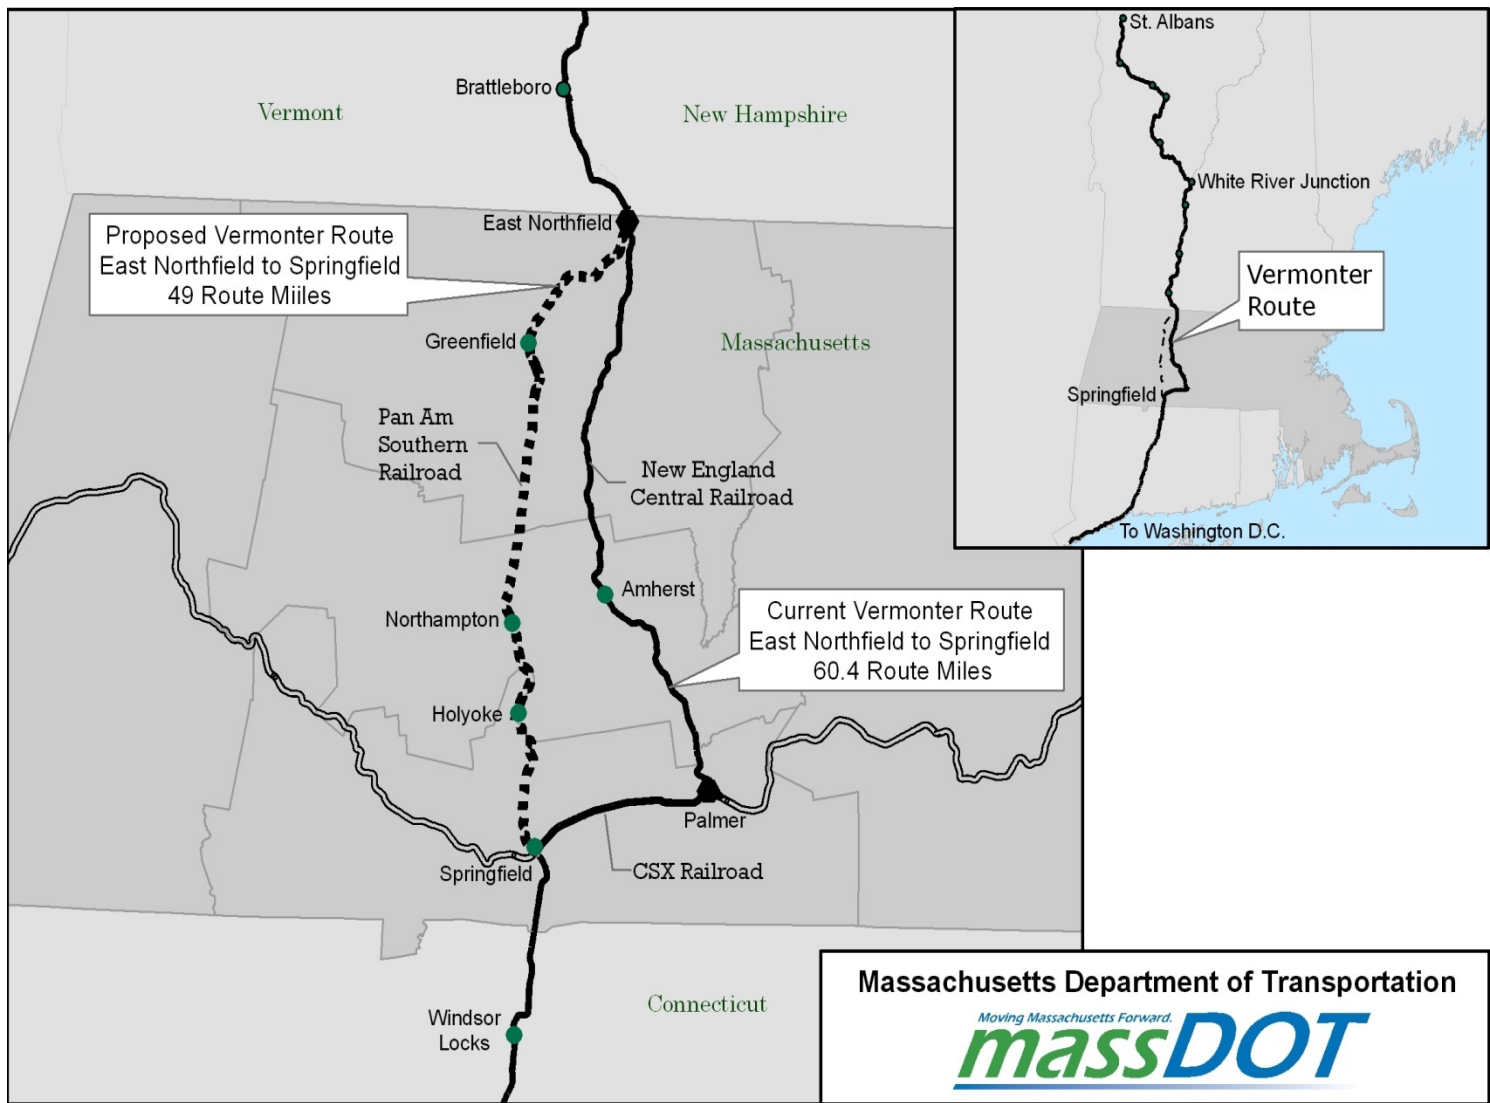 Brattleboro
Vermont
New Hampshire
East Northfield
Proposed Vermonter Route
East Northfield to Springfield
49 Route Miiles
Greenfield
Massachusetts
Pan Am
Southern
Railroad
New England
Central Railroad
Amherst
Northampton
Current Vermonter Route
East Northfield to Springfield
60.4 Route Miles
Holyoke
Palmer
Springfield
CSX Railroad
Windsor
Locks
Connecticut
St. Albans
White River Junction
Vermonter
Route
Springfield
To Washington D.C.
Massachusetts Department of Transportation
Moving Massachusetts Forward.
massDOT